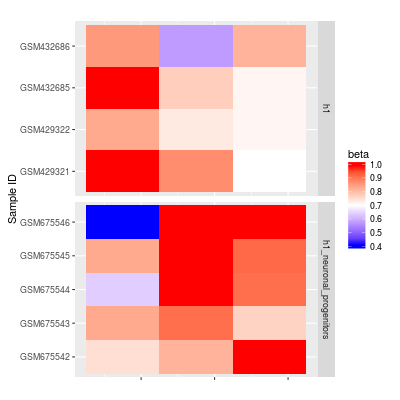 GSM432686
GSM432685
GSM429322
GSM429321
h1
GSM675546
GSM675545
GSM675544
GSM675543
GSM675542
h1_neuronal_progenitors
Sample ID
beta
1.0
0.9
0.8
0.7
0.6
0.5
0.4